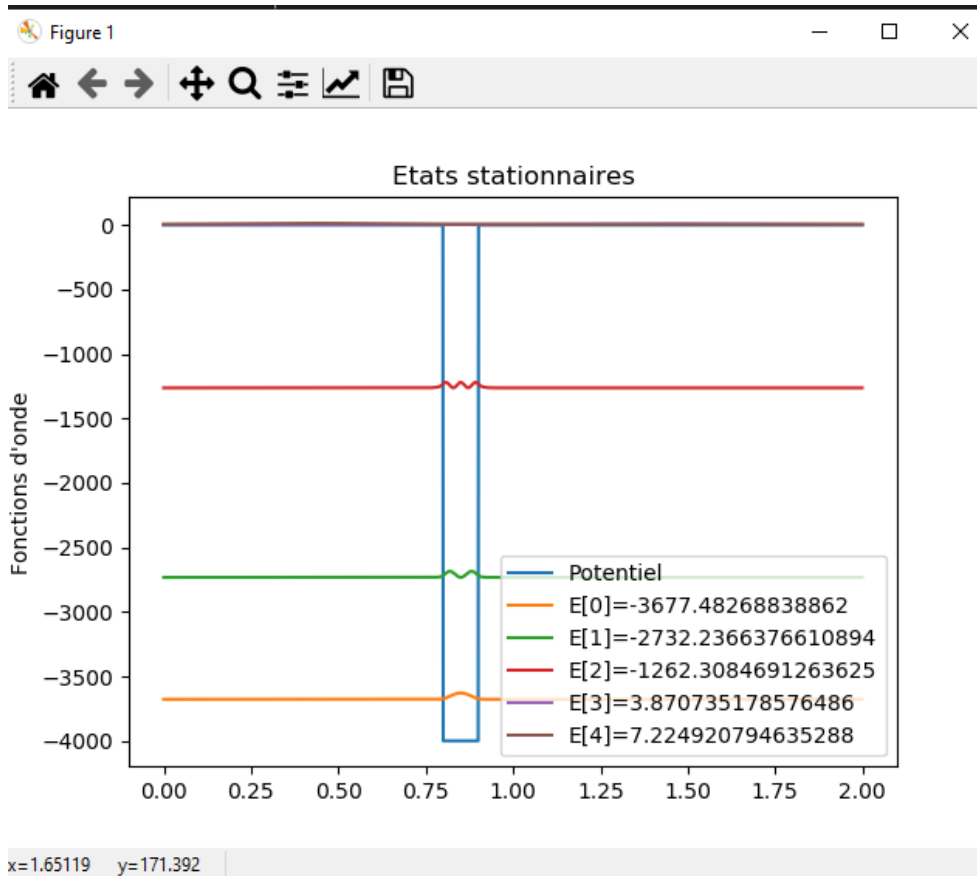 Figure 1
Etats stationnaires
Fonctions d'onde
0
−500
−1000
−1500
−2000
−2500
−3000
−3500
−4000
Potentiel
E[0]=-3677.48268838862
E[1]=-2732.2366376610894
E[2]=-1262.3084691263625
E[3]=3.870735178576486
E[4]=7.224920794635288
0.00 0.25 0.50 0.75 1.00 1.25 1.50 1.75 2.00
x=1.65119 y=171.392